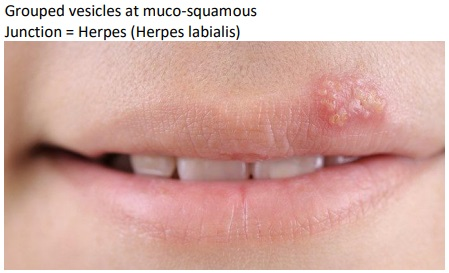 Grouped vesicles at muco-squamous
Junction = Herpes (Herpes labialis)